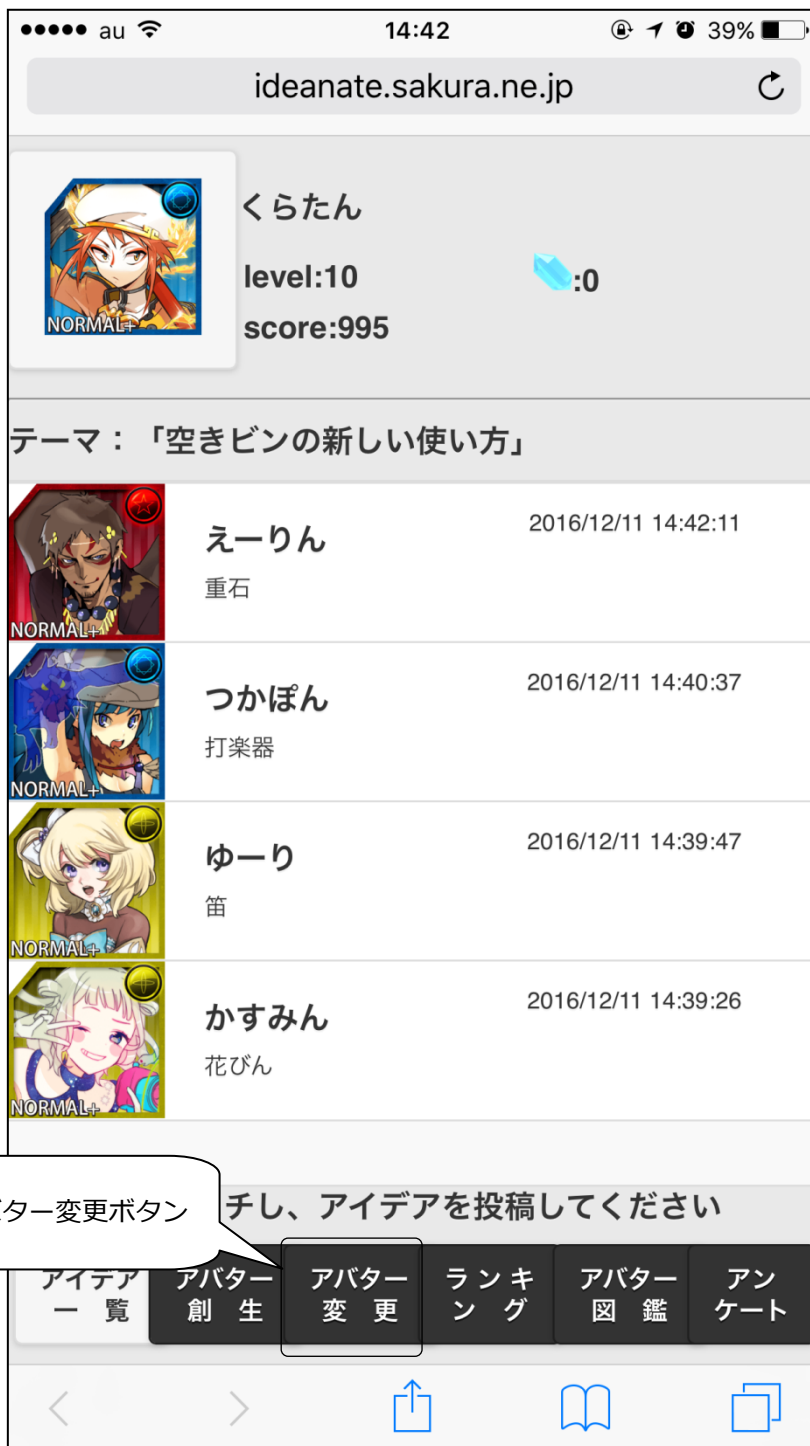 au 14:42 39%
ideanate.sakura.ne.jp
くらたん
level:10 :0
score:995
NORMAL+
テーマ：「空きビンの新しい使い方」
えーりん 2016/12/11 14:42:11
重石
NORMAL+
つかぽん 2016/12/11 14:40:37
打楽器
NORMAL+
ゆーり 2016/12/11 14:39:47
笛
NORMAL+
かすみん 2016/12/11 14:39:26
花びん
NORMAL+
ター変更ボタン
チし、アイデアを投稿してください
アイデア アバター アバター ランキ アバター アン
一 覧 創 生 変 更 ン グ 図 鑑 ケート